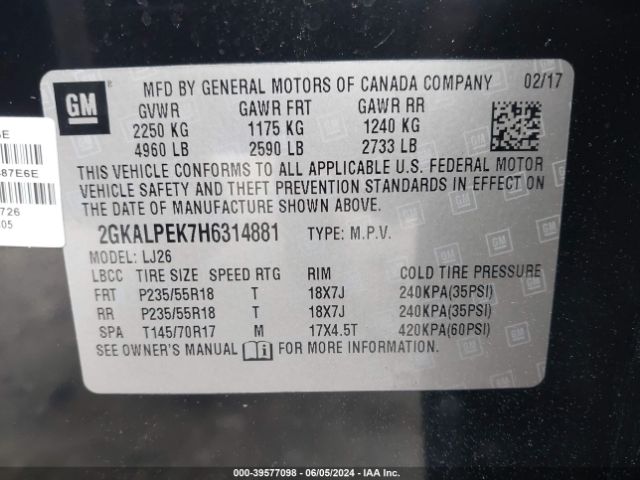 GM
MFD BY GENERAL MOTORS OF CANADA COMPANY 02/17
GVWR GAWR FRT GAWR RR
2250 KG 1175 KG 1240 KG
4960 LB 2590 LB 2733 LB
THIS VEHICLE CONFORMS TO ALL APPLICABLE U.S. FEDERAL MOTOR
VEHICLE SAFETY AND THEFT PREVENTION STANDARDS IN EFFECT ON
THE DATE OF MANUFACTURE SHOWN ABOVE.
2GKALPEK7H6314881 TYPE: M.P.V.
MODEL: LJ26
LBCC TIRE SIZE SPEED RTG RIM COLD TIRE PRESSURE
FRT P235/55R18 T 18X7J 240KPA(35PSI)
RR P235/55R18 T 18X7J 240KPA(35PSI)
SPA T145/70R17 M 17X4.5T 420KPA(60PSI)
SEE OWNER'S MANUAL FOR MORE INFORMATION.
87E6E
726
05
000-39577098 - 06/05/2024 - IAA Inc.